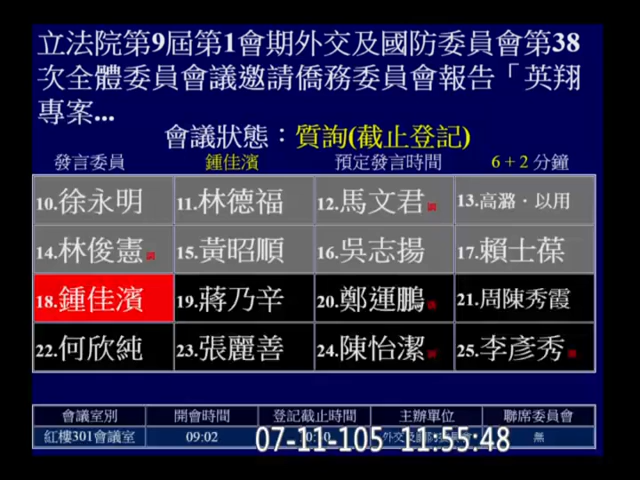 立法院第9屆第1會期外交及國防委員會第38
次全體委員會議邀請僑務委員會報告「英翔
專案...
會議狀態：質詢(截止登記)
發言委員 鍾佳濱 預定發言時間 6+2 分鐘
10.徐永明 11.林德福 12.馬文君 13.高潞．以用
14.林俊憲 15.黃昭順 16.吳志揚 17.賴士葆
18.鍾佳濱 19.蔣乃辛 20.鄭運鵬 21.周陳秀霞
22.何欣純 23.張麗善 24.陳怡潔 25.李彥秀
會議室別 開會時間 登記截止時間 主辦單位 聯席委員會
紅樓301會議室 09:02 外交及國防委員會 無
07-11-105 11:55:48